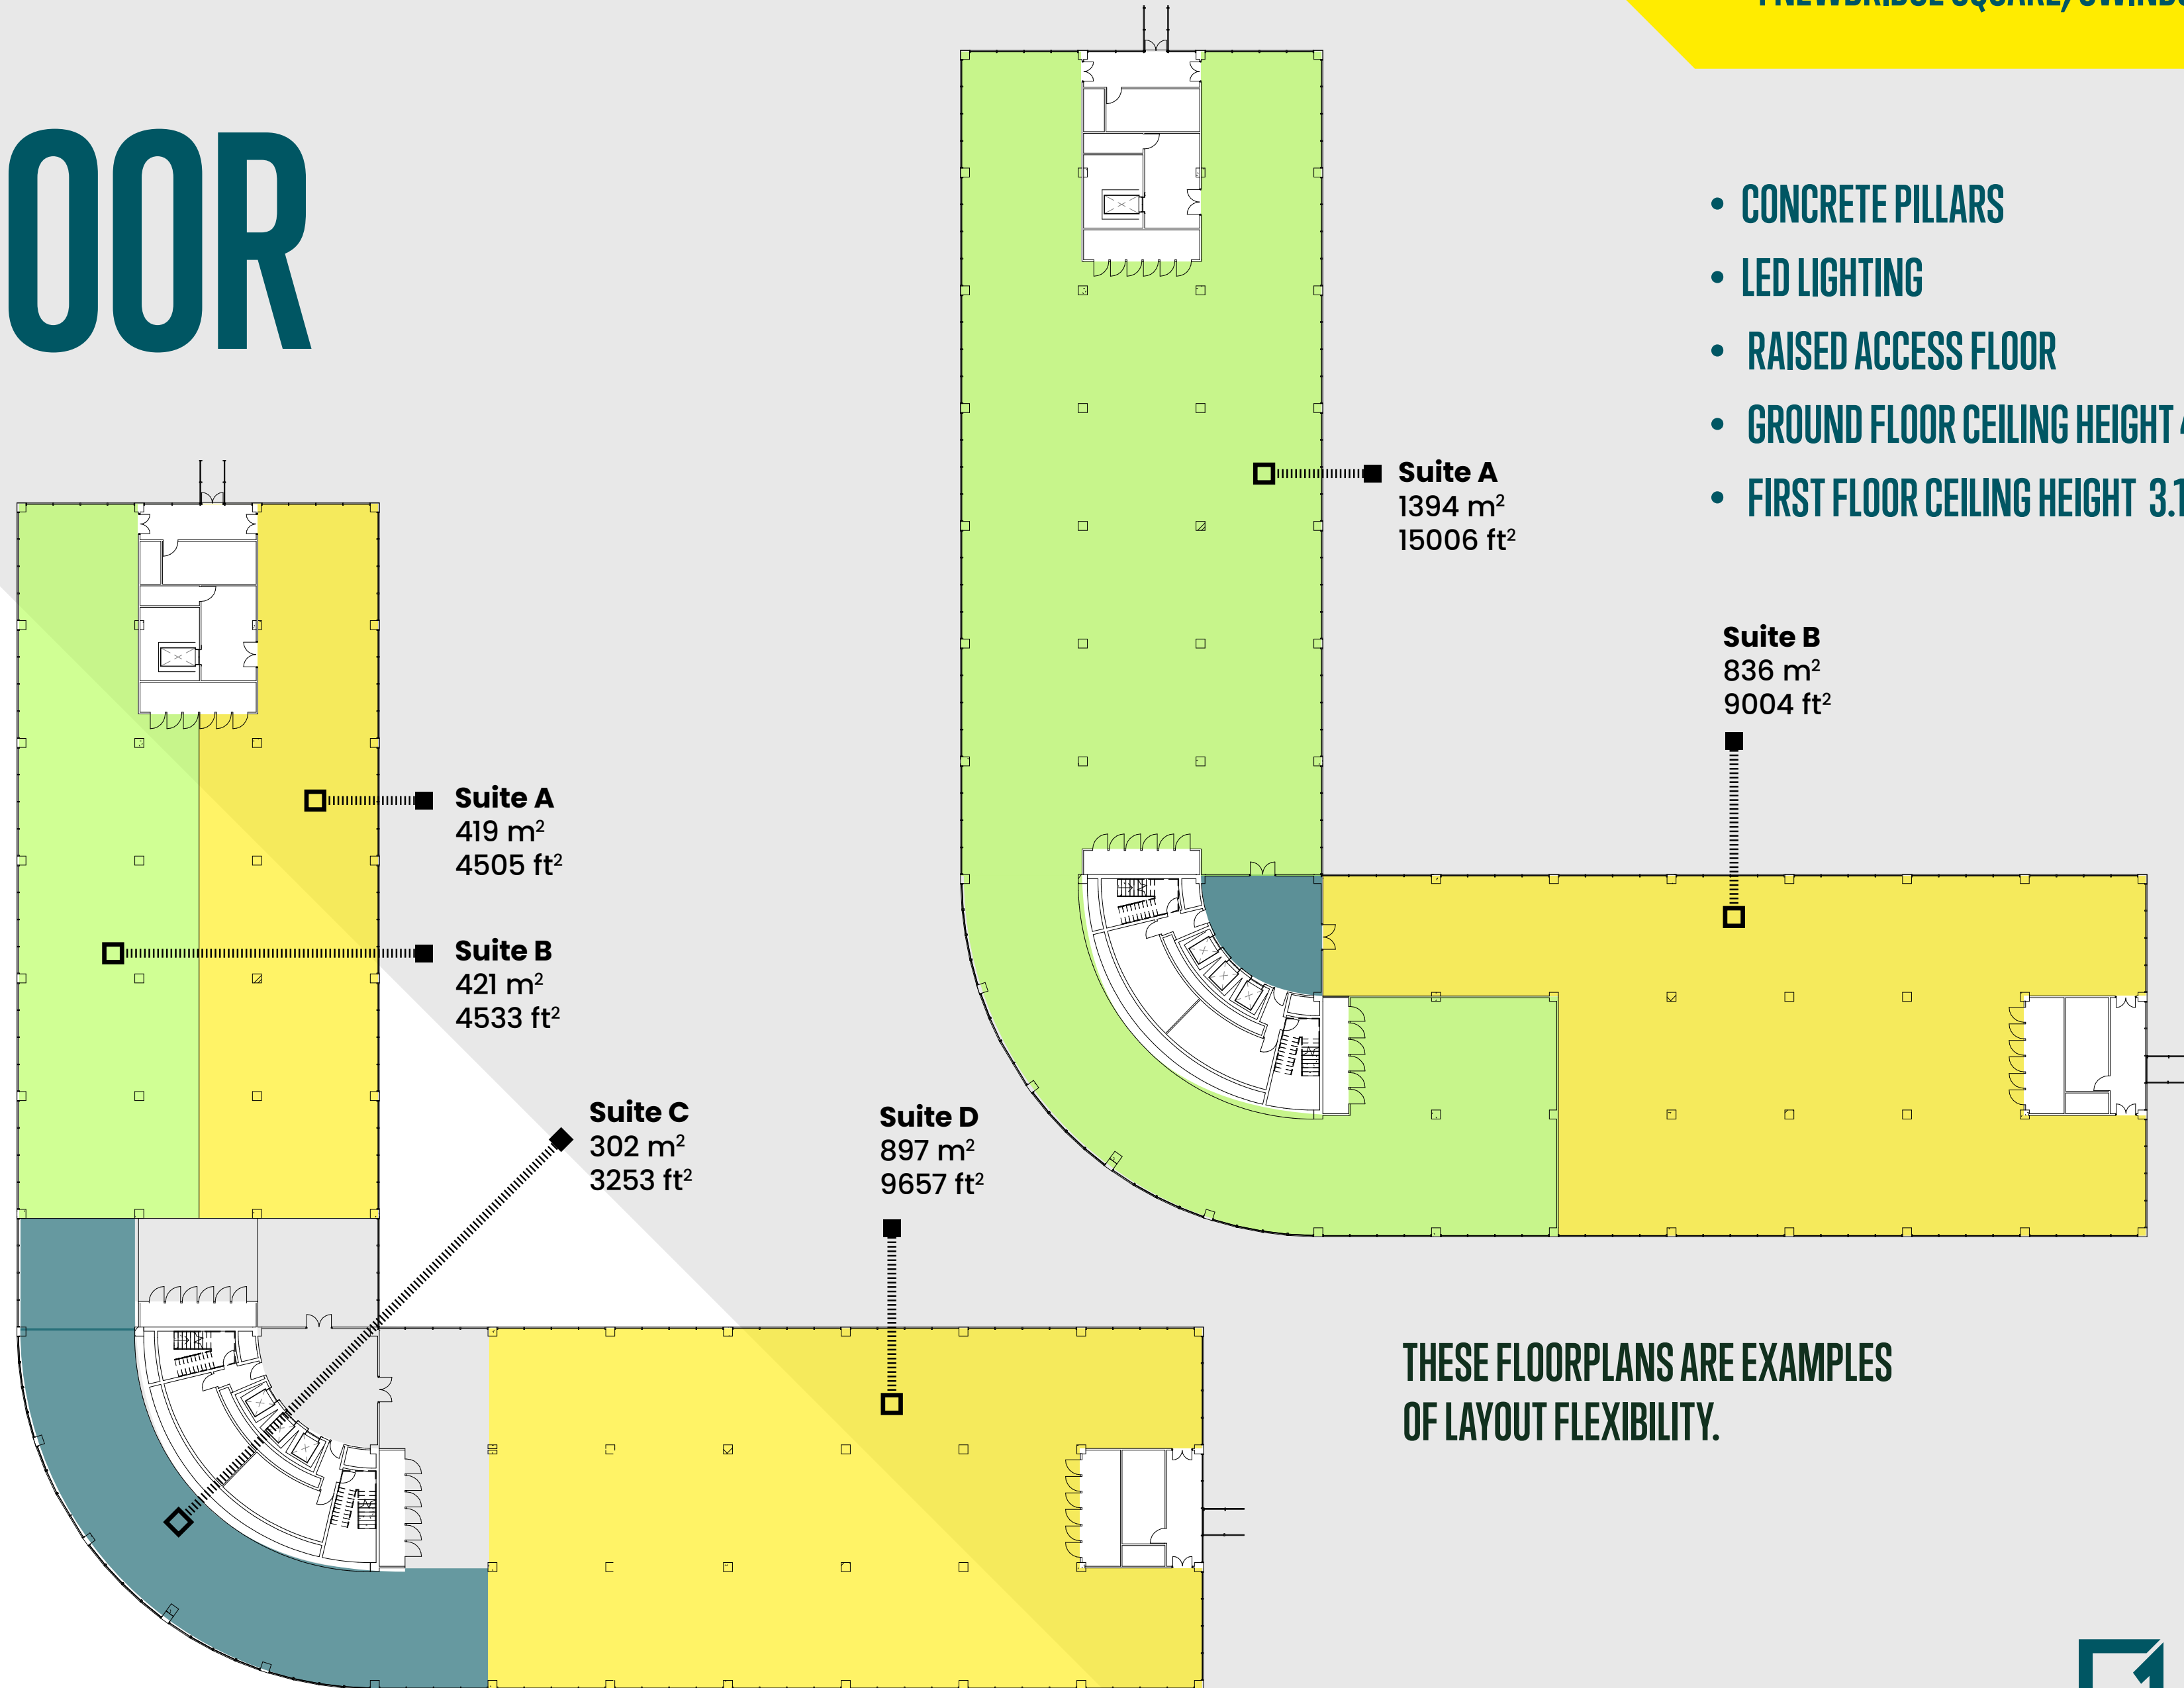 OOR
CONCRETE PILLARS
LED LIGHTING
RAISED ACCESS FLOOR
GROUND FLOOR CEILING HEIGHT
FIRST FLOOR CEILING HEIGHT 3.1
Suite A
1394 m²
15006 ft²
Suite B
836 m²
9004 ft²
Suite A
419 m²
4505 ft²
Suite B
421 m²
4533 ft²
Suite C
302 m²
3253 ft²
Suite D
897 m²
9657 ft²
THESE FLOORPLANS ARE EXAMPLES
OF LAYOUT FLEXIBILITY.